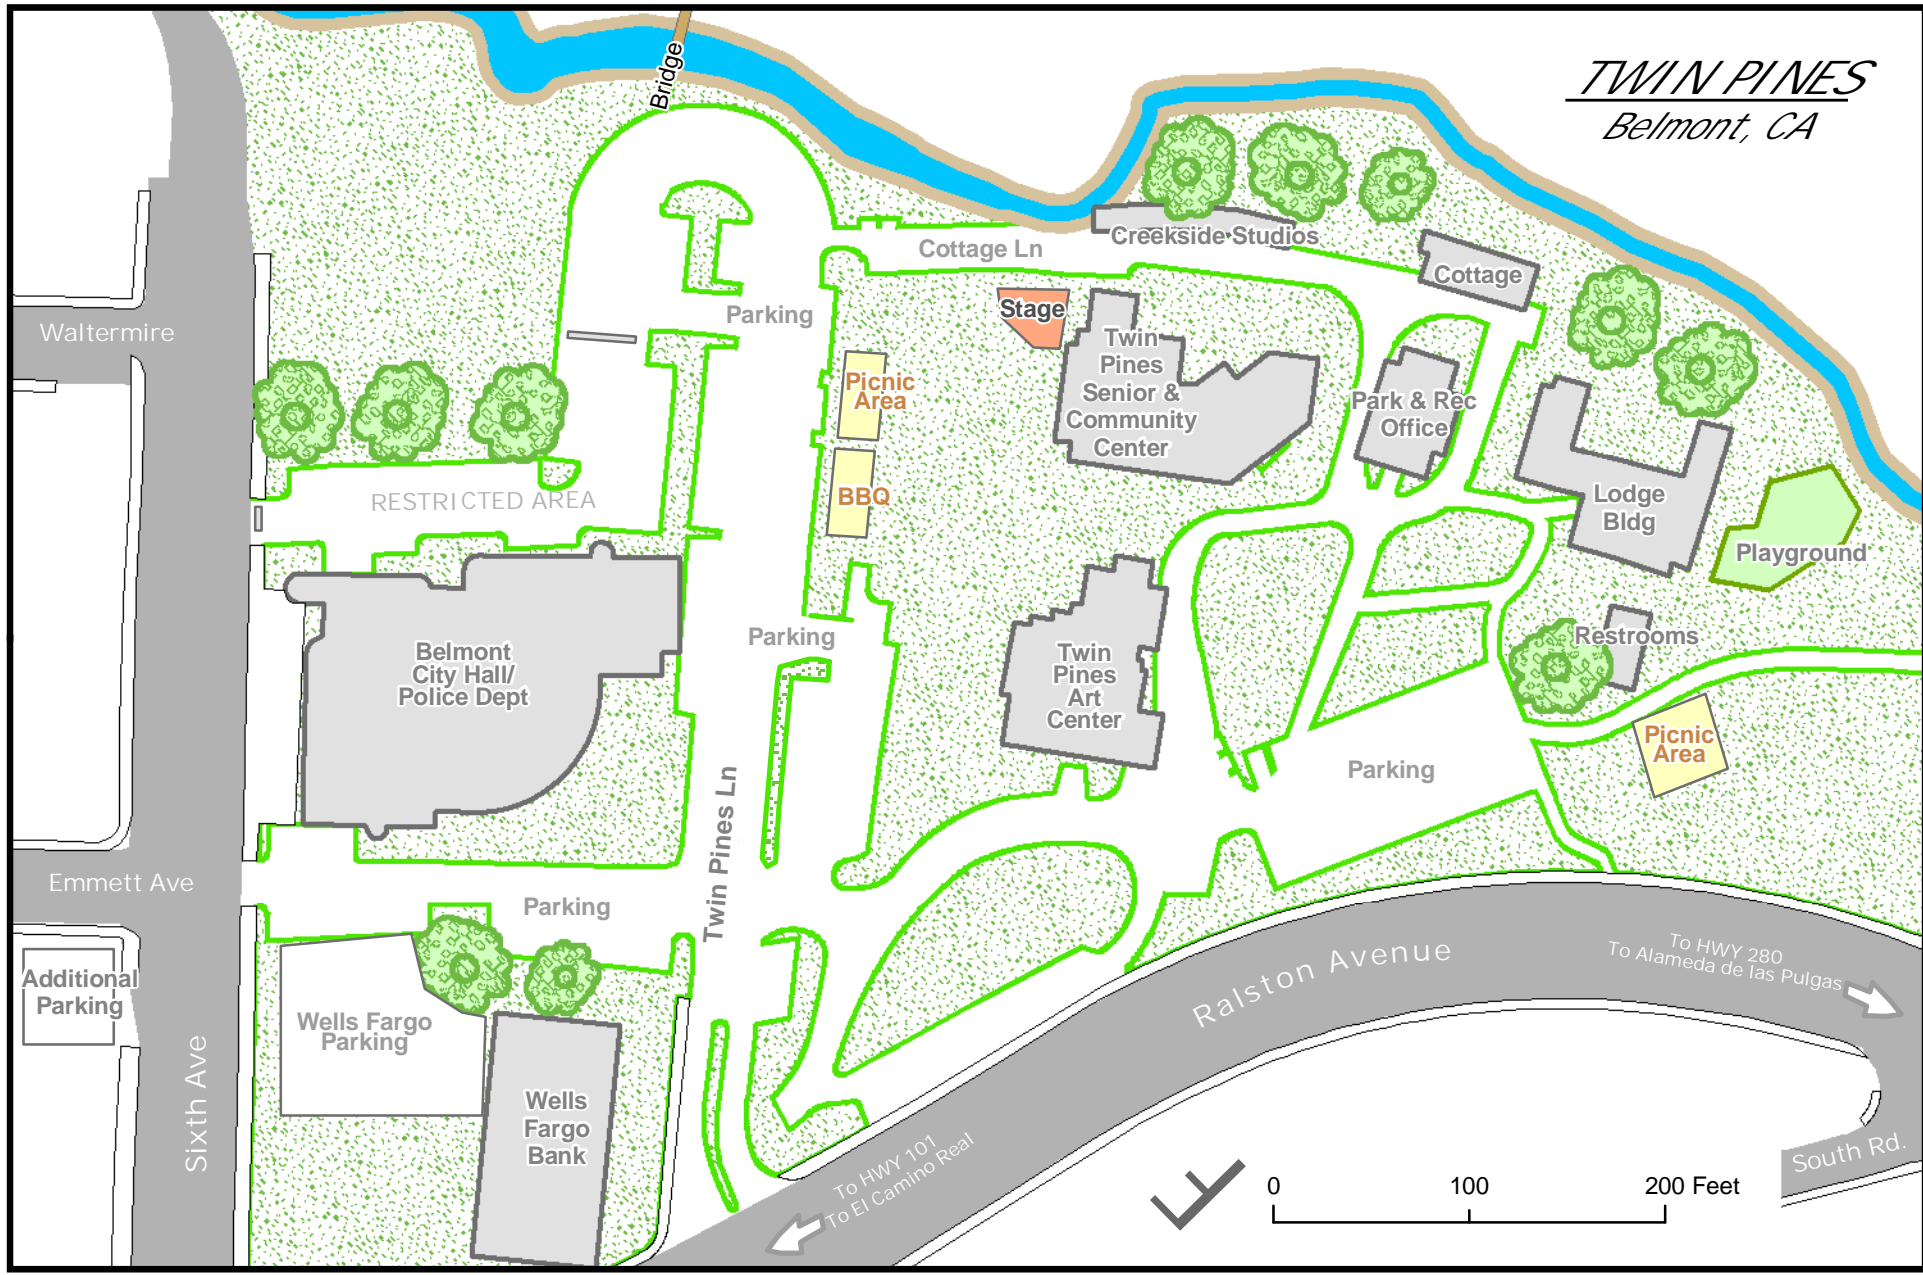 TWIN PINES
Belmont, CA
Bridge
Cottage Ln
Creekside Studios
Cottage
Waltermire
Parking
Stage
Twin
Pines
Senior &
Community
Center
Picnic
Area
Park & Rec
Office
BBQ
RESTRICTED AREA
Lodge
Bldg
Playground
Restrooms
Parking
Belmont
City Hall/
Police Dept
Twin
Pines
Art
Center
Picnic
Area
Parking
Twin Pines Ln
Emmett Ave
Parking
Additional
Parking
Wells Fargo
Parking
Ralston Avenue
To HWY 280
To Alameda de las Pulgas
Sixth Ave
Wells
Fargo
Bank
To HWY 101
To El Camino Real
South Rd.
0 100 200 Feet